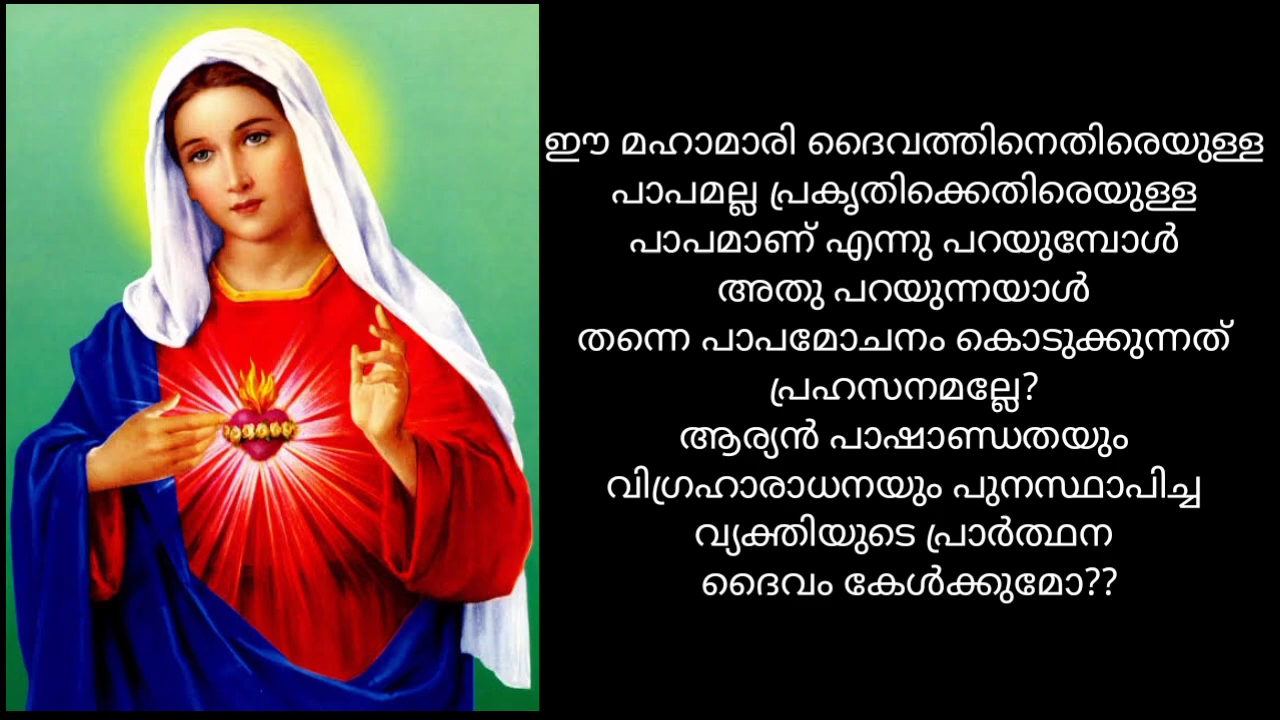 ഈ മഹാമാരി ദൈവത്തിനെതിരെയുള്ള
പാപമല്ല പ്രകൃതിക്കെതിരെയുള്ള
പാപമാണ് എന്നു പറയുമ്പോൾ
അതു പറയുന്നയാൾ
തന്നെ പാപമോചനം കൊടുക്കുന്നത്
പ്രഹസനമല്ലേ?
ആര്യൻ പാഷാണ്ഡതയും
വിഗ്രഹാരാധനയും പുനസ്ഥാപിച്ച
വ്യക്തിയുടെ പ്രാർത്ഥന
ദൈവം കേൾക്കുമോ??